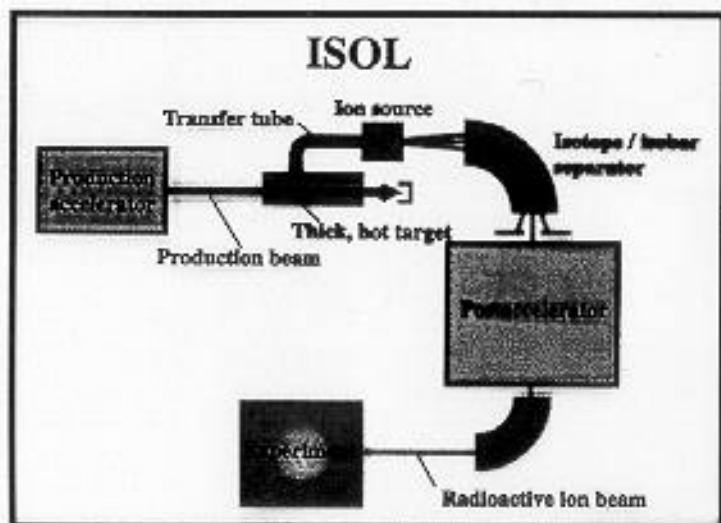 ISOL
Ion source
Transfer tube
Isotope / isobar
separator
Production
accelerator
Thick, hot target
Production beam
Postaccelerator
Experiment
Radioactive ion beam